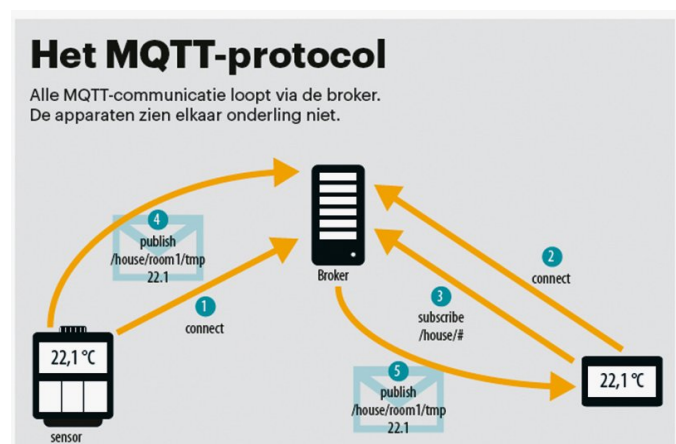 Het MQTT-protocol
Alle MQTT-communicatie loopt via de broker.
De apparaten zien elkaar onderling niet.
4
publish
/house/room1/tmp
22.1
1
connect
Broker
2
connect
3
subscribe
/house/#
5
publish
/house/room1/tmp
22.1
22,1 °C
sensor
22,1 °C